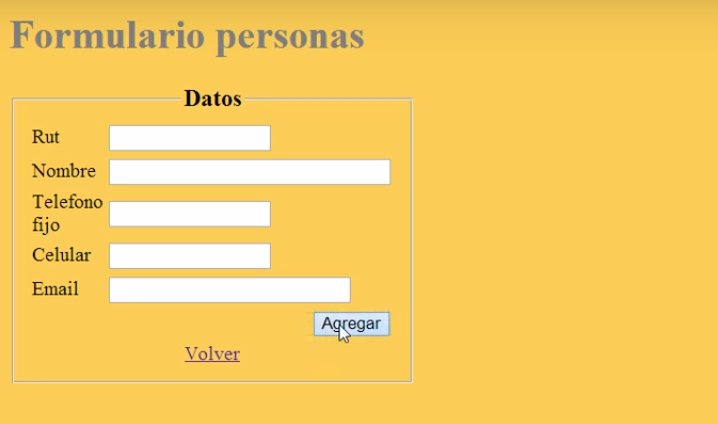 Formulario personas
Datos
Rut
Nombre
Telefono
fijo
Celular
Email
Agregar
Volver